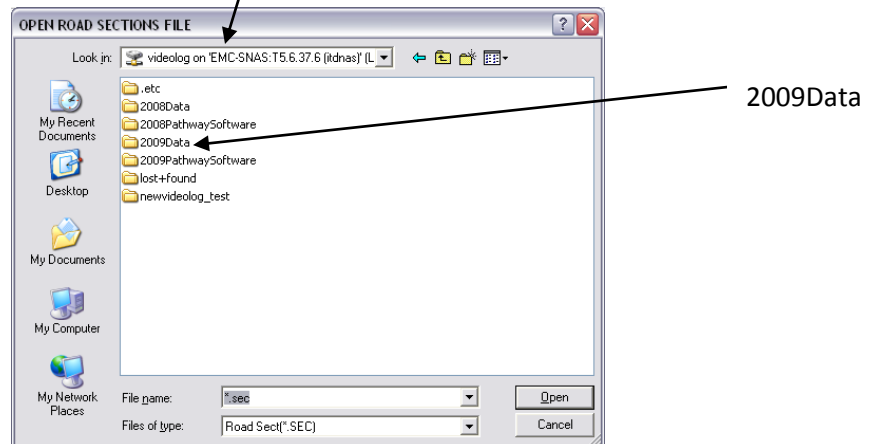 OPEN ROAD SECTIONS FILE
Look in:
videolog on 'EMC-SNAS:T5.6.37.6 (itdnas)' (L
.etc
2008Data
2008PathwaySoftware
2009Data
2009PathwaySoftware
lost+found
newvideolog_test
My Recent
Documents
Desktop
My Documents
My Computer
My Network
Places
File name:
*.sec
Open
Files of type:
Road Sect(*.SEC)
Cancel
2009Data